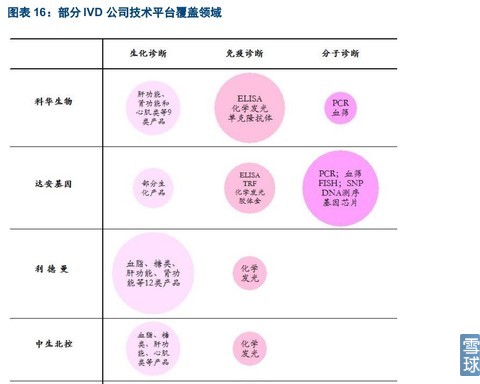 图表 16：部分 IVD 公司技术平台覆盖领域
生化诊断
免疫诊断
分子诊断
科华生物
肝功能、
肾功能和
心肌类等9
类产品
ELISA
化学发光
单克隆抗体
PCR
血筛
达安基因
部分生
化产品
ELISA
TRF
化学发光
胶体金
PCR；血筛
FISH；SNP
DNA测序
基因芯片
利 德 曼
血脂、糖类、
肝功能、肾功
能等12类产品
化学
发光
中生北控
血脂、糖
类、肝功
能、心肌
类等产品
化学
发光
雪球